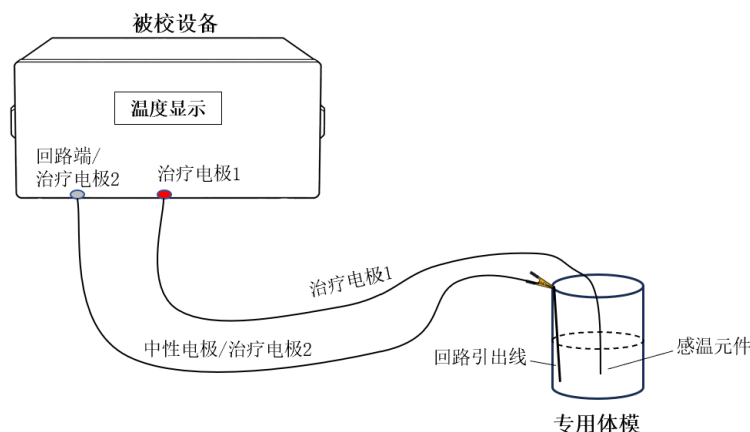 被校设备
温度显示
回路端/
治疗电极2
治疗电极1
治疗电极1
中性电极/治疗电极2
回路引出线
感温元件
专用体模